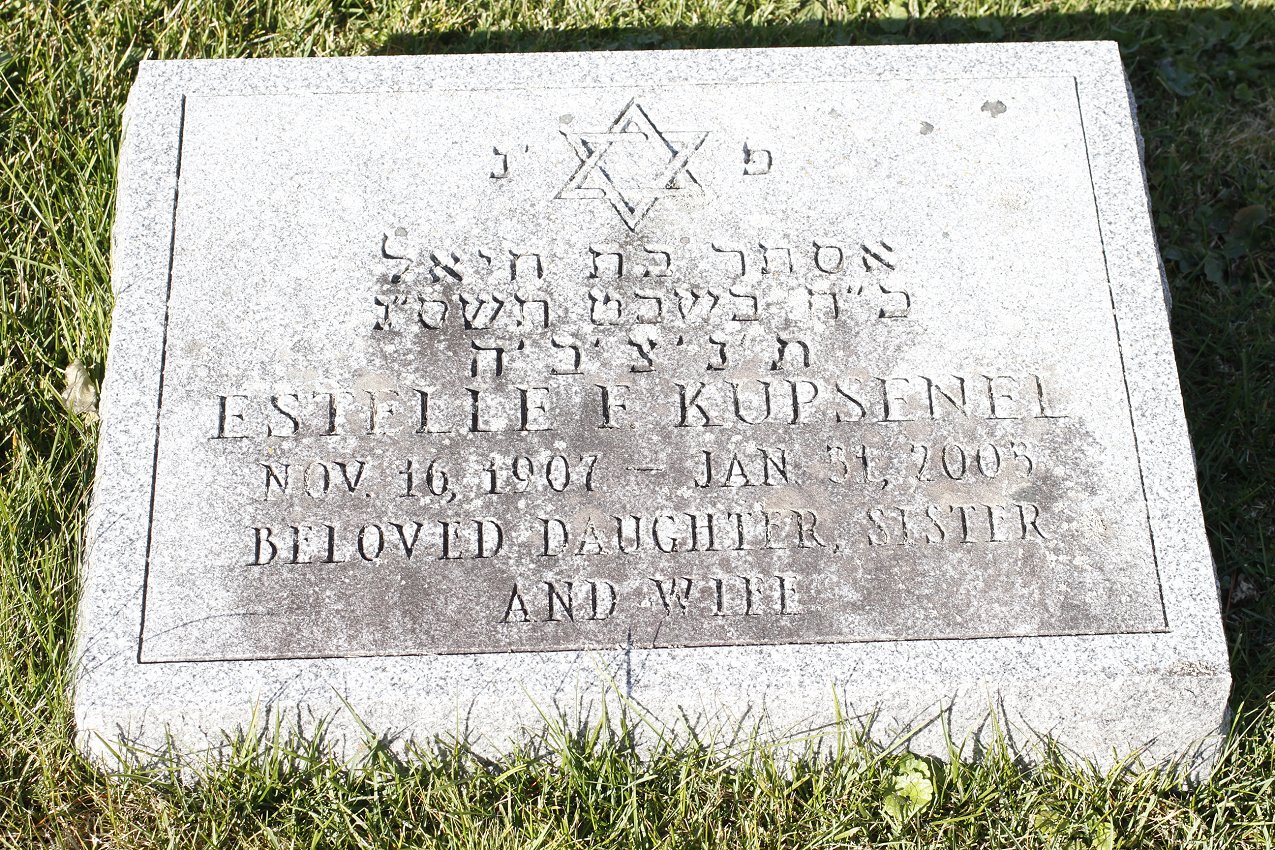 פ נ'
אסתר בת חיאל
כ"ח בשבט תשס"ג
ת'נ'צ'ב'ה
ESTELLE F. KUPSENEL
NOV. 16, 1907 – JAN 31, 2003
BELOVED DAUGHTER, SISTER
AND WIFE